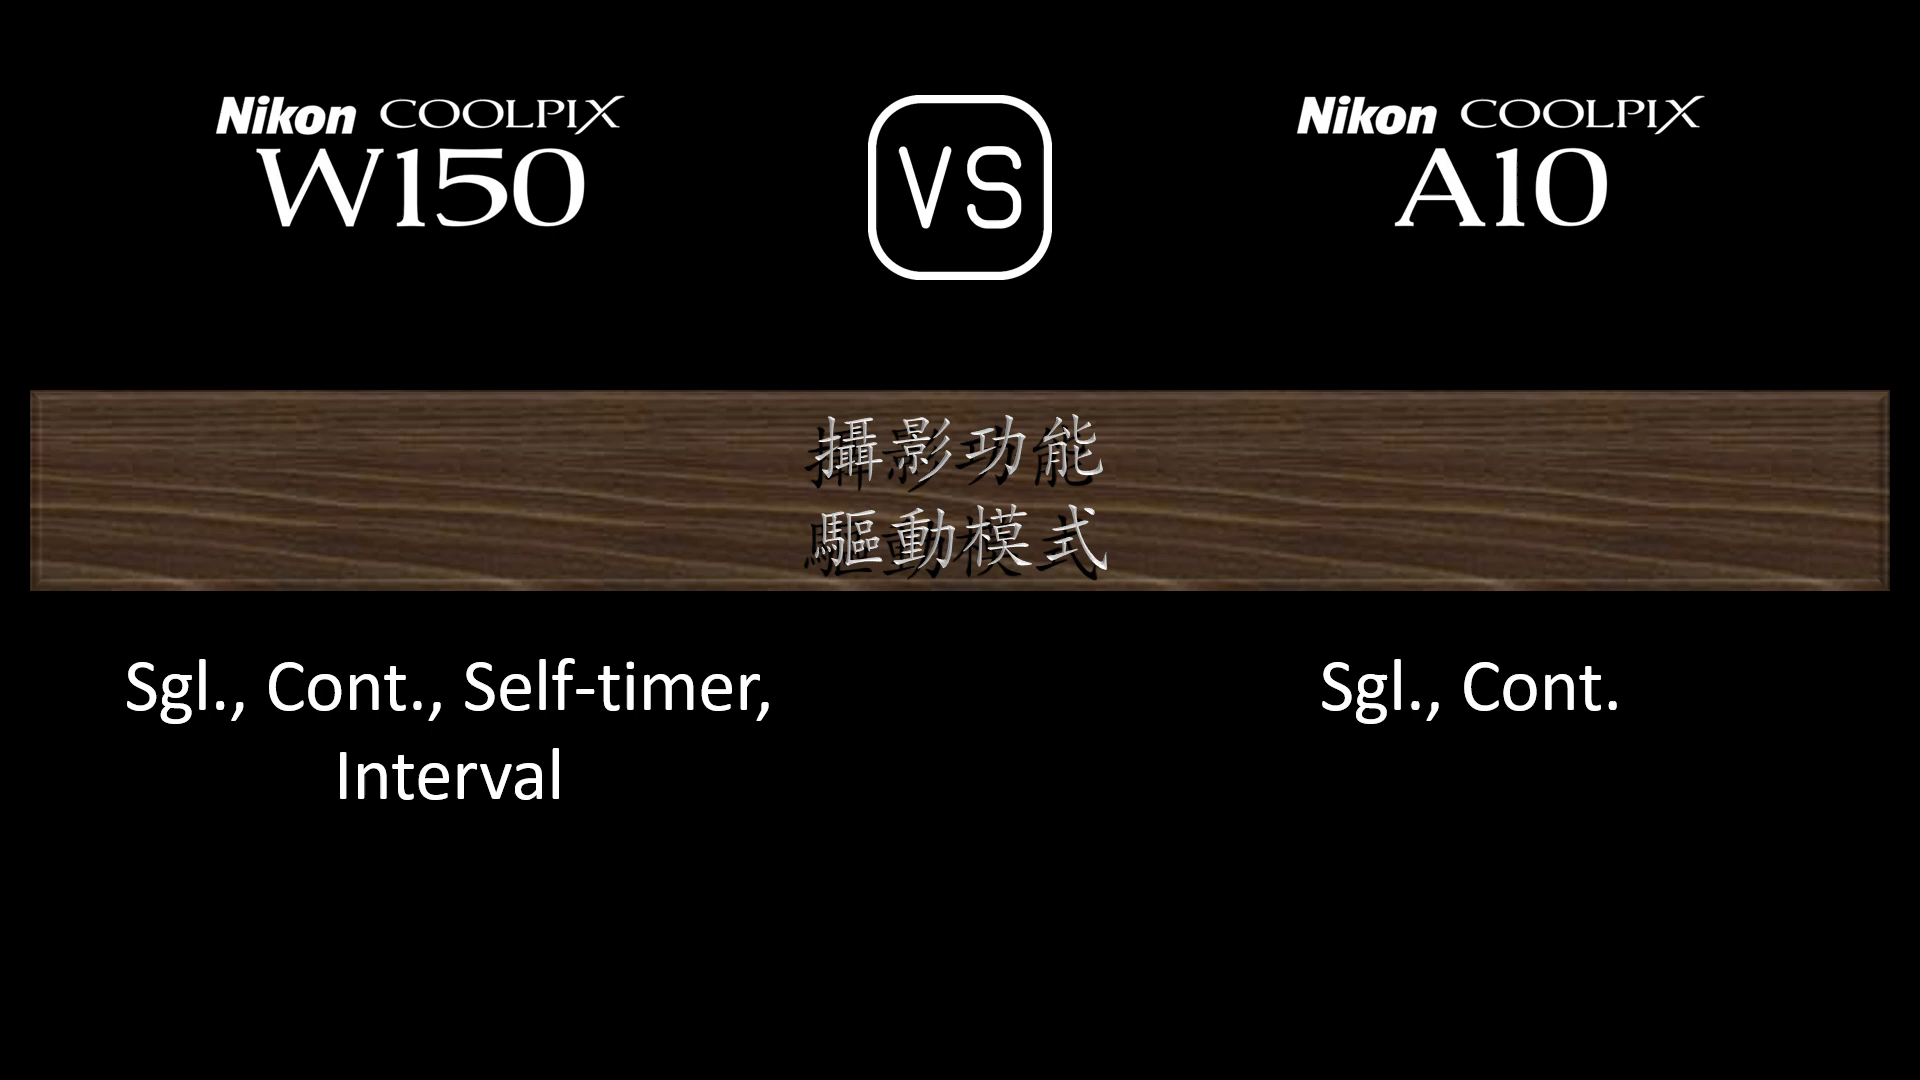 Nikon COOLPIX
W150
VS
Nikon COOLPIX
A10
攝影功能
驅動模式
Sgl., Cont., Self-timer,
Interval
Sgl., Cont.